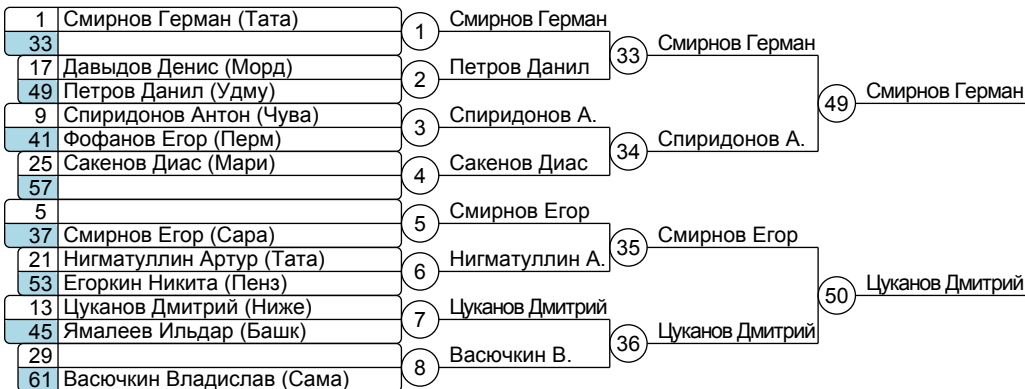 1 Смирнов Герман (Тата)
33
17 Давыдов Денис (Морд)
49 Петров Данил (Удму)
9 Спиридонов Антон (Чува)
41 Фофанов Егор (Перм)
25 Сакенов Диас (Мари)
57
5
37 Смирнов Егор (Сара)
21 Нигматуллин Артур (Тата)
53 Егоркин Никита (Пенз)
13 Цуканов Дмитрий (Ниже)
45 Ямалеев Ильдар (Башк)
29
61 Васючкин Владислав (Сама)
1 Смирнов Герман
2 Петров Данил
3 Спиридонов А.
4 Сакенов Диас
5 Смирнов Егор
6 Нигматуллин А.
7 Цуканов Дмитрий
8 Васючкин В.
33 Смирнов Герман
34 Спиридонов А.
35 Смирнов Егор
36 Цуканов Дмитрий
49 Смирнов Герман
50 Цуканов Дмитрий